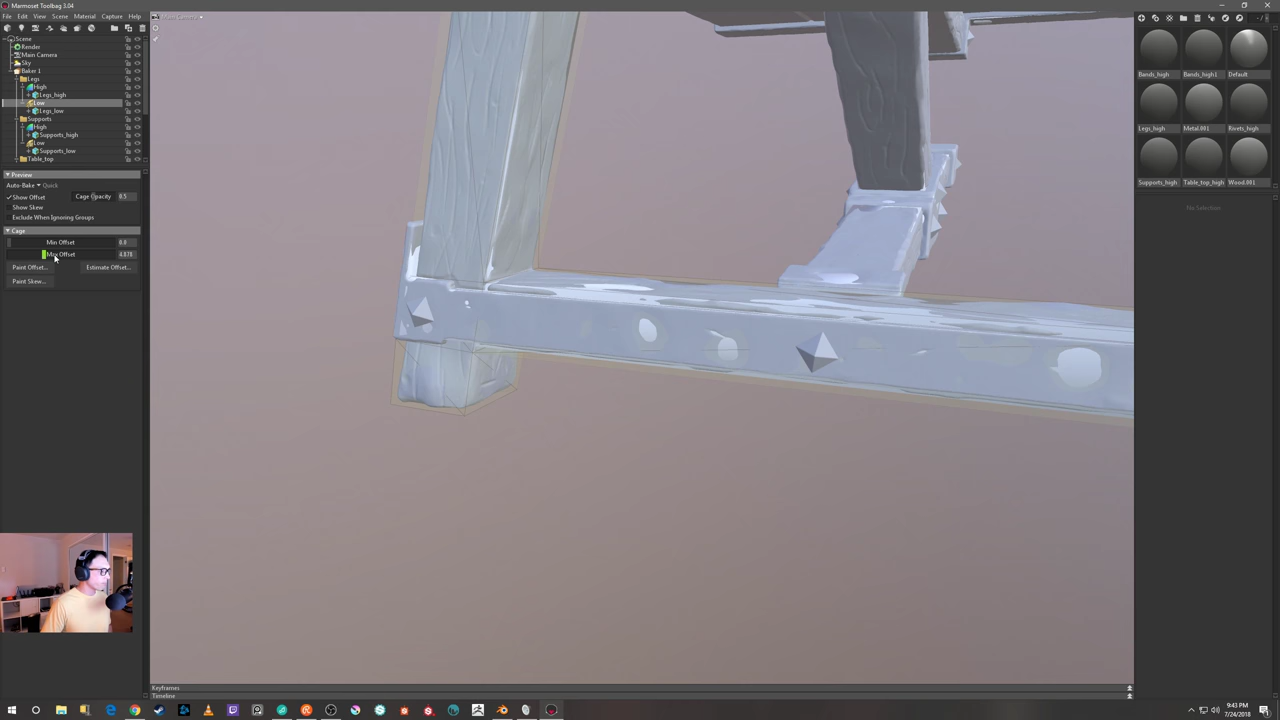 Marmoset Toolbag 3.04
File Edit View Scene Material Capture Help
Main Camera
Scene
Render
Main Camera
Sky
Baker 1
Legs
High
Legs_high
Low
Legs_low
Supports
High
Supports_high
Low
Supports_low
Table_top
Preview
Auto-Bake Quick
Show Offset Cage Opacity 0.5
Show Skew
Exclude When Ignoring Groups
Cage
Min Offset 0.0
Max Offset 4.878
Paint Offset... Estimate Offset...
Paint Skew...
Bands_high Bands_high1 Default
Legs_high Metal.001 Rivets_high
Supports_high Table_top_high Wood.001
No Selection
Keyframes
Timeline
9:43 PM
7/24/2018